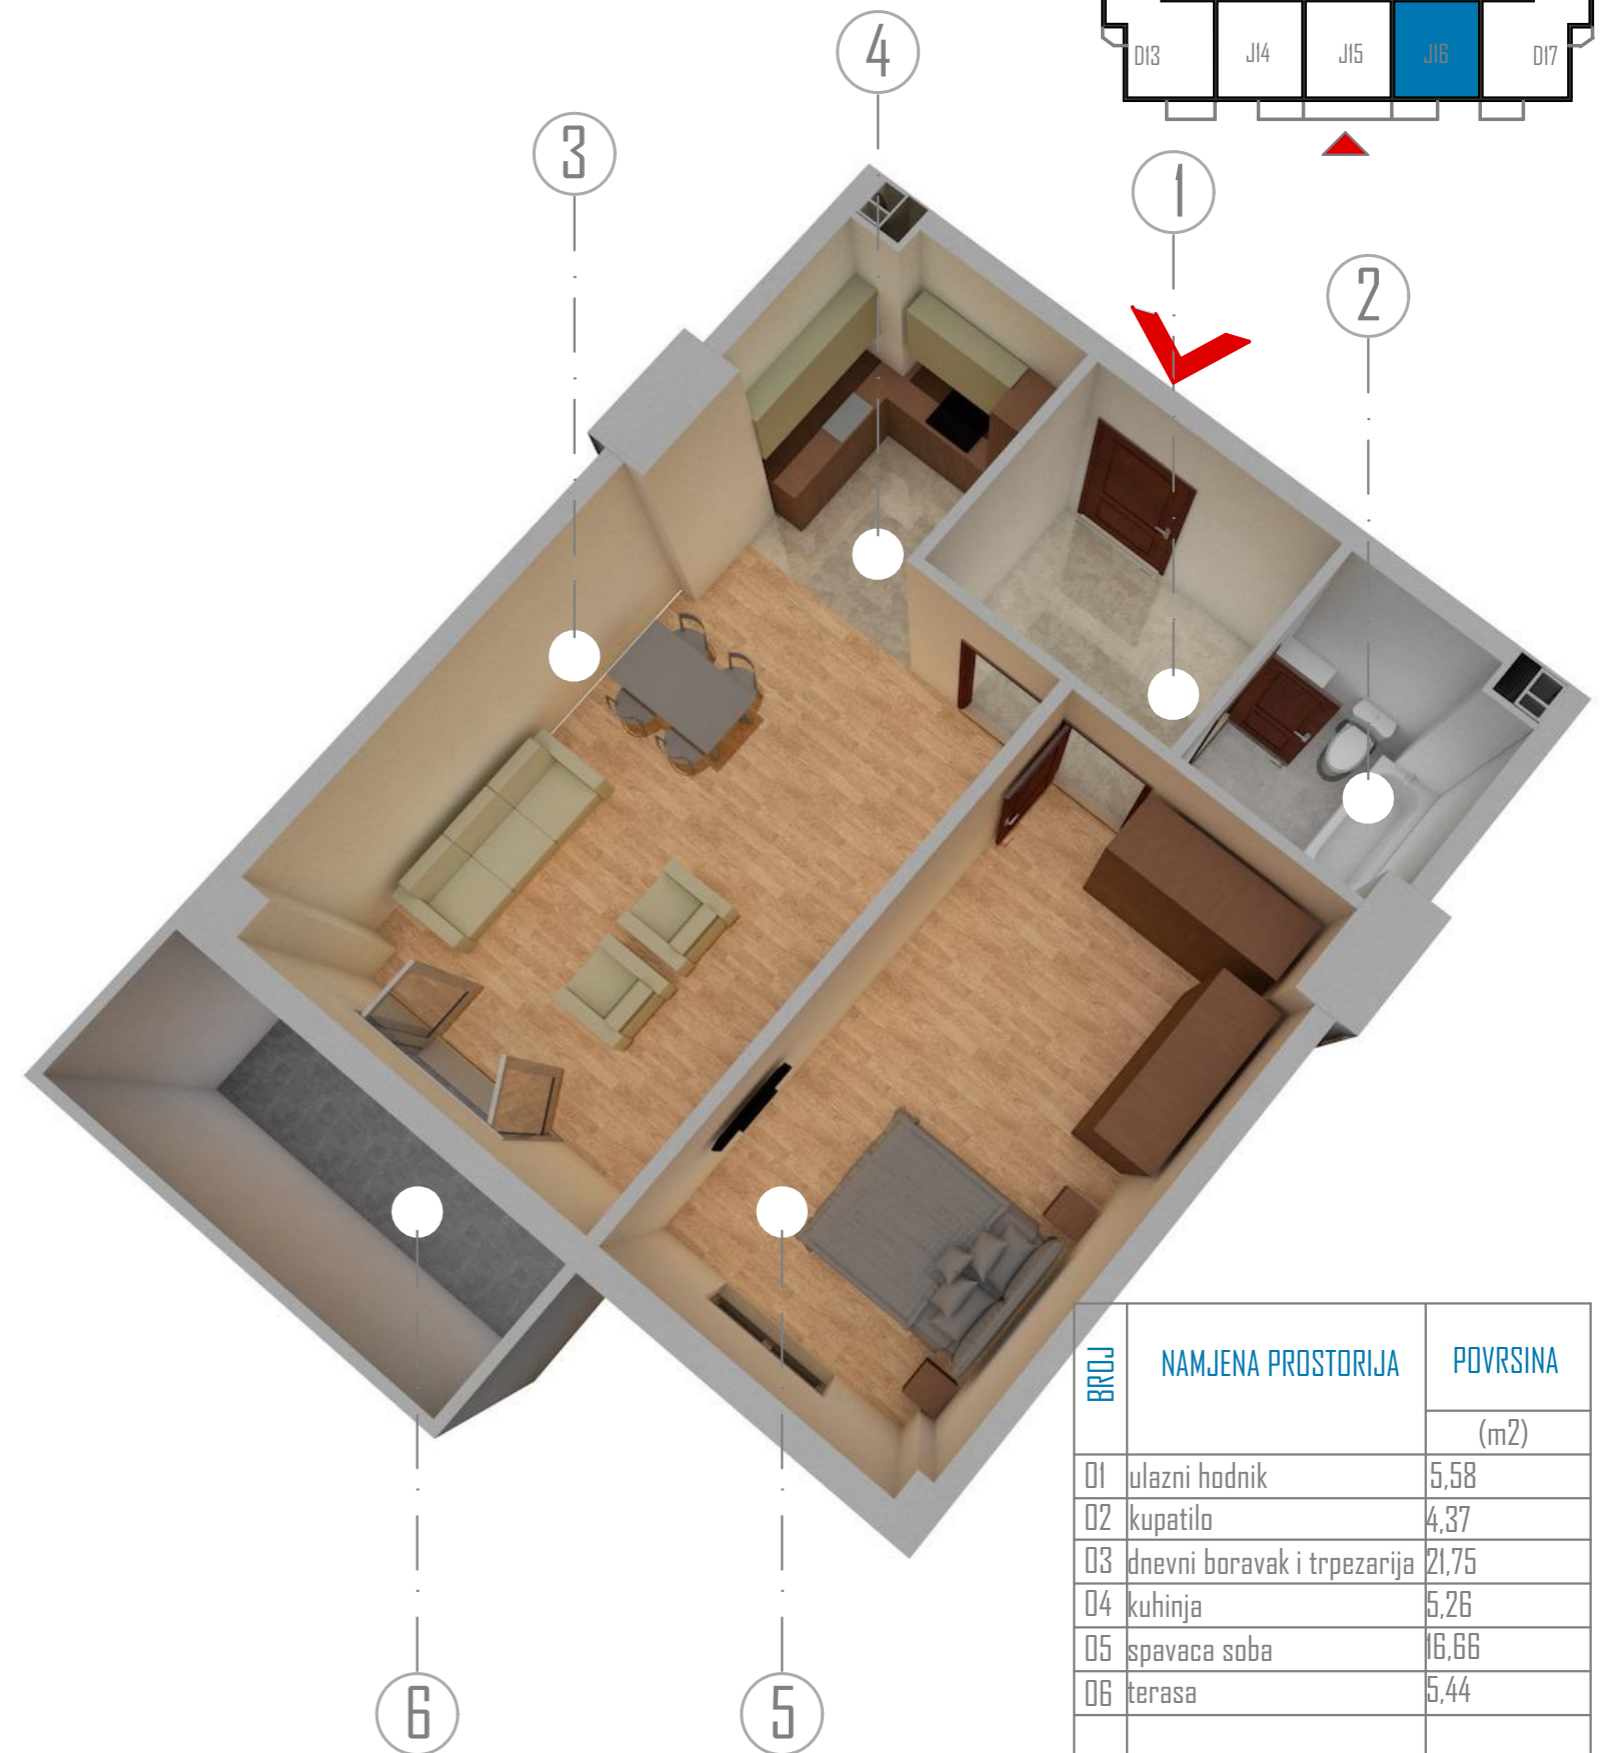 D13 J14 J15 J16 D17
4
3
1
2
6
5
BROJ NAMJENA PROSTORIJA POVRSINA
(m2)
01 ulazni hodnik 5,58
02 kupatilo 4,37
03 dnevni boravak i trpezarija 21,75
04 kuhinja 5,26
05 spavaca soba 16,66
06 terasa 5,44